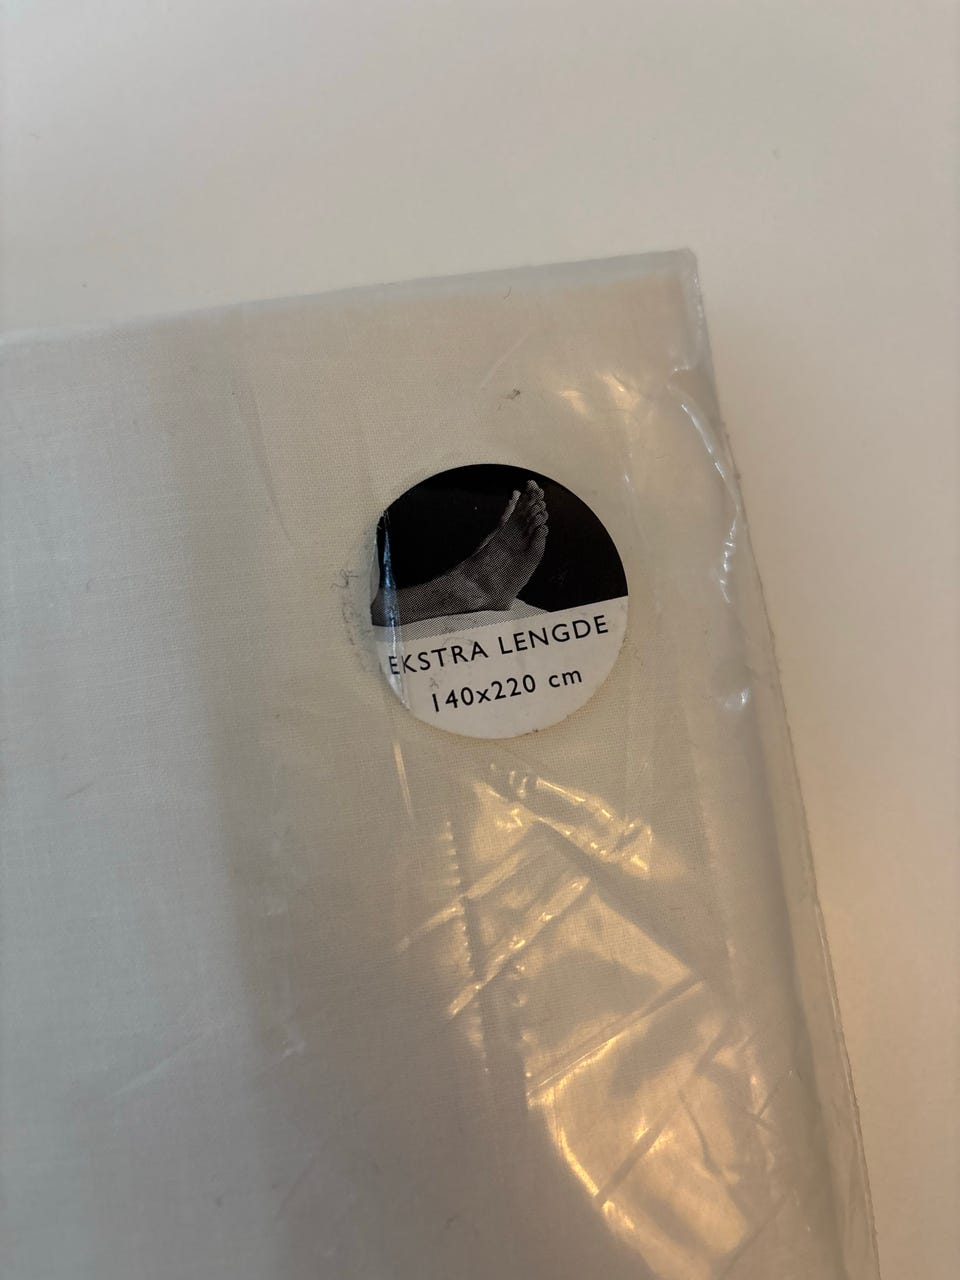 EKSTRA LENGDE
140x220 cm